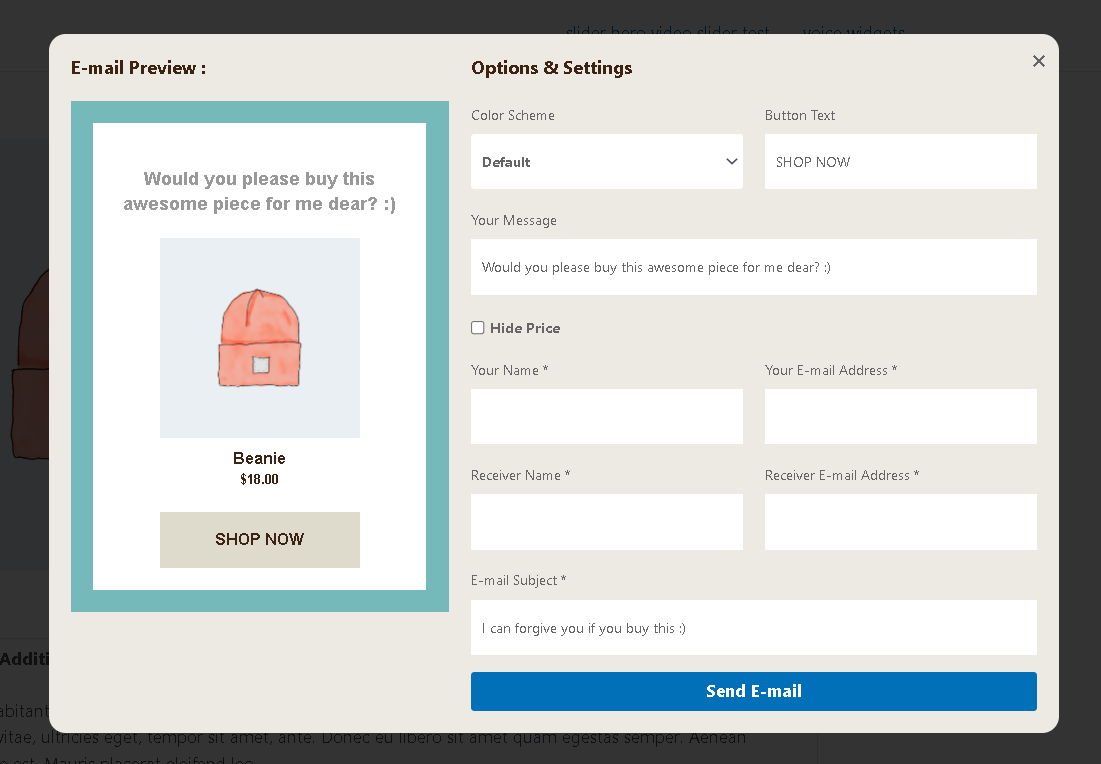 slider hero video slider test voice widgets
E-mail Preview :
Options & Settings
Color Scheme
Button Text
Default
SHOP NOW
Your Message
Would you please buy this awesome piece for me dear? :)
Hide Price
Your Name *
Your E-mail Address *
Receiver Name *
Receiver E-mail Address *
E-mail Subject *
I can forgive you if you buy this :)
Send E-mail
Would you please buy this
awesome piece for me dear? :)
Beanie
$18.00
SHOP NOW
Additi
abitant
vitae, ultricies eget, tempor sit amet, ante. Donec eu libero sit amet quam egestas semper. Aenean
est. Mauris placerat eleifend leo.